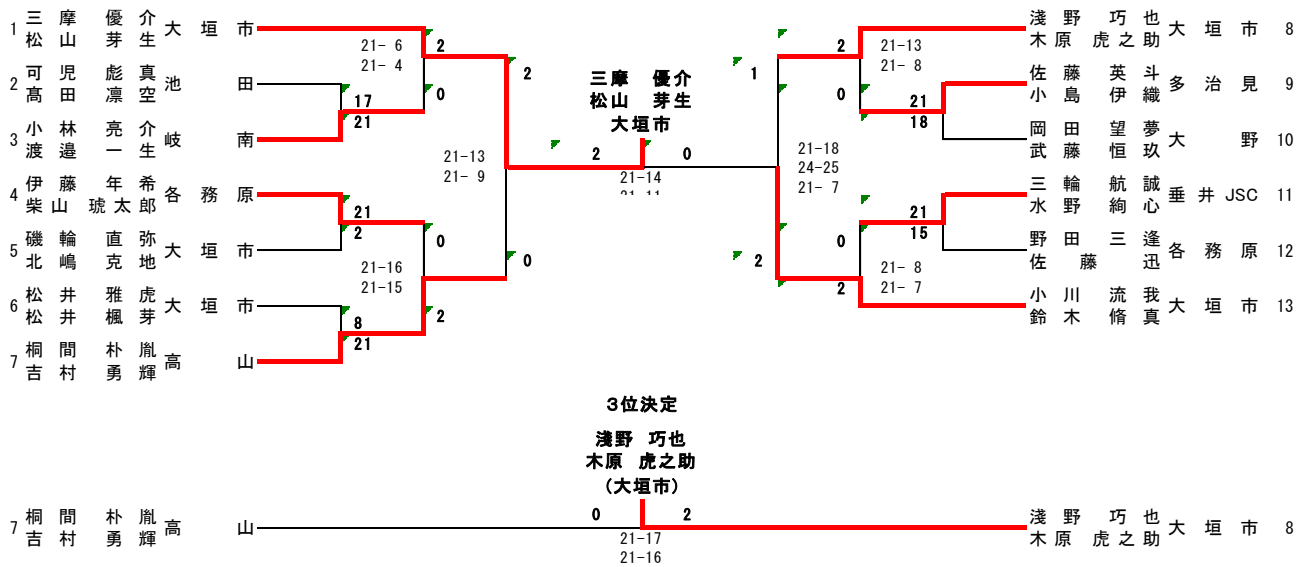 1 三摩 優介 大垣市
松山 芽生
2 可児 彪真 池田
髙田 凛空
3 小林 亮介 岐南
渡邉 一生
4 伊藤 年希 各務原
柴山 琥太郎
5 磯輪 直弥 大垣市
北嶋 克地
6 松井 雅虎 大垣市
松井 楓芽
7 桐間 朴胤 高山
吉村 勇輝
21- 6
21- 4
2
0
17
21
21
2
21-16
21-15
0
2
8
21
21-13
21- 9
2
0
三摩 優介
松山 芽生
大垣市
2 0
21-14
1
2
21-18
24-25
21- 7
2
0
21-13
21- 8
21
18
0
2
21- 8
21- 7
21
15
浅野 巧也 大垣市 8
木原 虎之助
佐藤 英斗 多治見 9
小島 伊織
岡田 望夢 大野 10
武藤 恒玖
三輪 航誠 垂井JSC 11
水野 絢心
野田 三逢 各務原 12
佐藤 迅
小川 流我 大垣市 13
鈴木 脩真
3位決定
淺野 巧也
木原 虎之助
(大垣市)
7 桐間 朴胤 高山
吉村 勇輝
0 2
21-17
21-16
淺野 巧也 大垣市 8
木原 虎之助